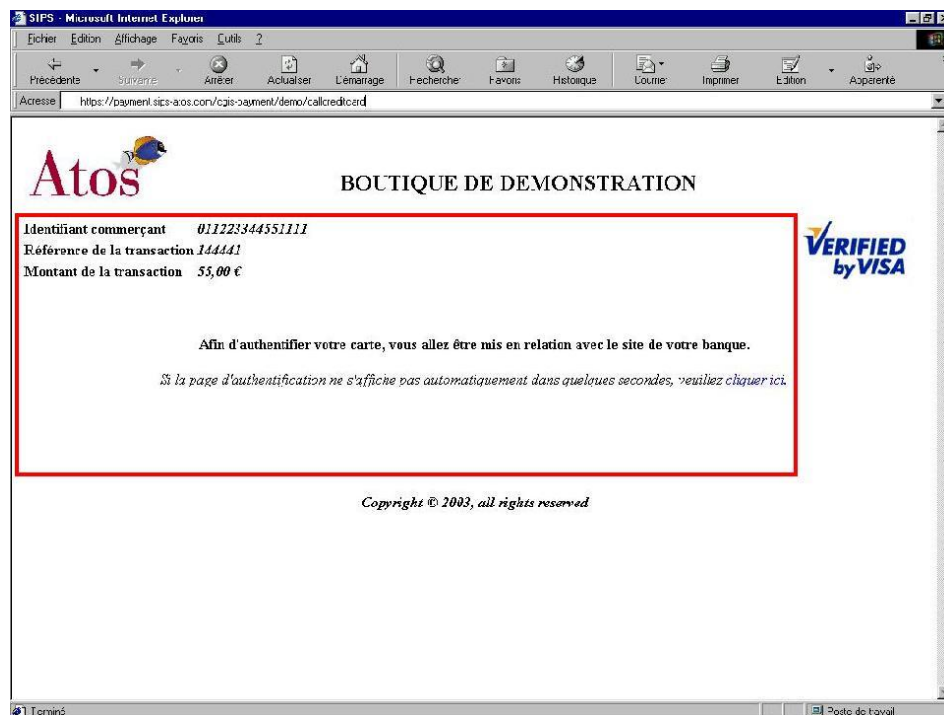 SIPS - Microsoft Internet Explorer
Fichier Edition Affichage Favoris Outils ?
Précédente Suivante Arrêter Actualiser Démarrage Rechercher Favoris Historique Courrier Imprimer Edition Apparenté
Adresse https://payment.sips-atos.com/cgis-payment/demo/callcreditcard
Atos
BOUTIQUE DE DEMONSTRATION
Identifiant commerçant 011223344551111
Référence de la transaction 144441
Montant de la transaction 55,00 €
VERIFIED
by VISA
Afin d'authentifier votre carte, vous allez être mis en relation avec le site de votre banque.
Si la page d'authentification ne s'affiche pas automatiquement dans quelques secondes, veuillez cliquer ici.
Copyright © 2003, all rights reserved
Terminé Poste de travail